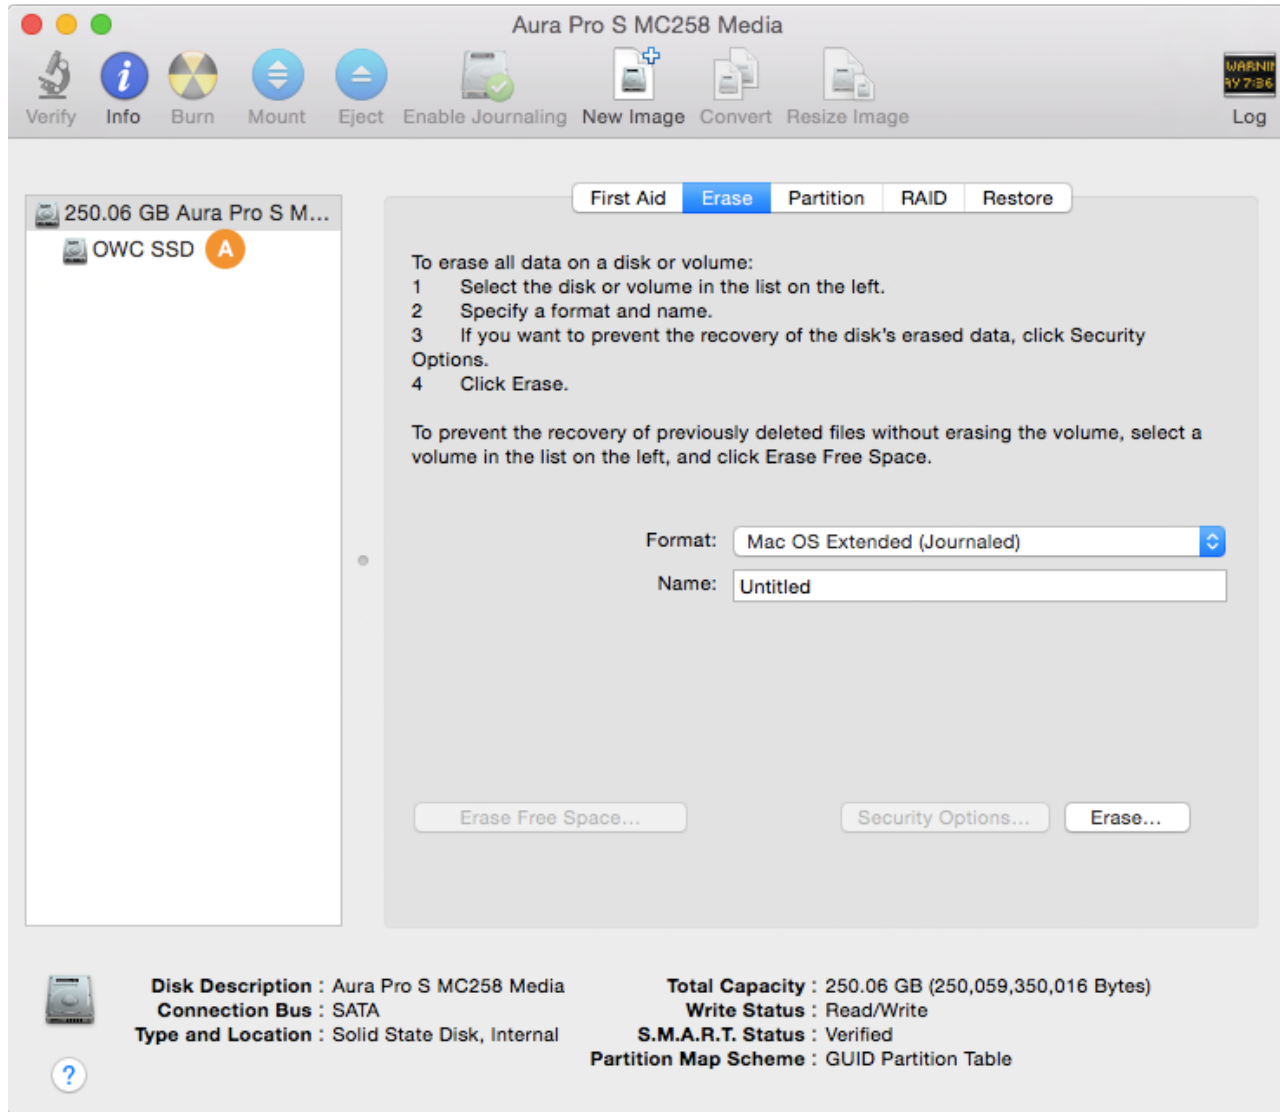 Aura Pro S MC258 Media
Verify Info Burn Mount Eject Enable Journaling New Image Convert Resize Image Log
WARNIN
AY 7:36
250.06 GB Aura Pro S M...
OWC SSD A
First Aid Erase Partition RAID Restore
To erase all data on a disk or volume:
1 Select the disk or volume in the list on the left.
2 Specify a format and name.
3 If you want to prevent the recovery of the disk's erased data, click Security
Options.
4 Click Erase.
To prevent the recovery of previously deleted files without erasing the volume, select a
volume in the list on the left, and click Erase Free Space.
Format: Mac OS Extended (Journaled)
Name: Untitled
Erase Free Space... Security Options... Erase...
Disk Description : Aura Pro S MC258 Media
Connection Bus : SATA
Type and Location : Solid State Disk, Internal
Total Capacity : 250.06 GB (250,059,350,016 Bytes)
Write Status : Read/Write
S.M.A.R.T. Status : Verified
Partition Map Scheme : GUID Partition Table
?